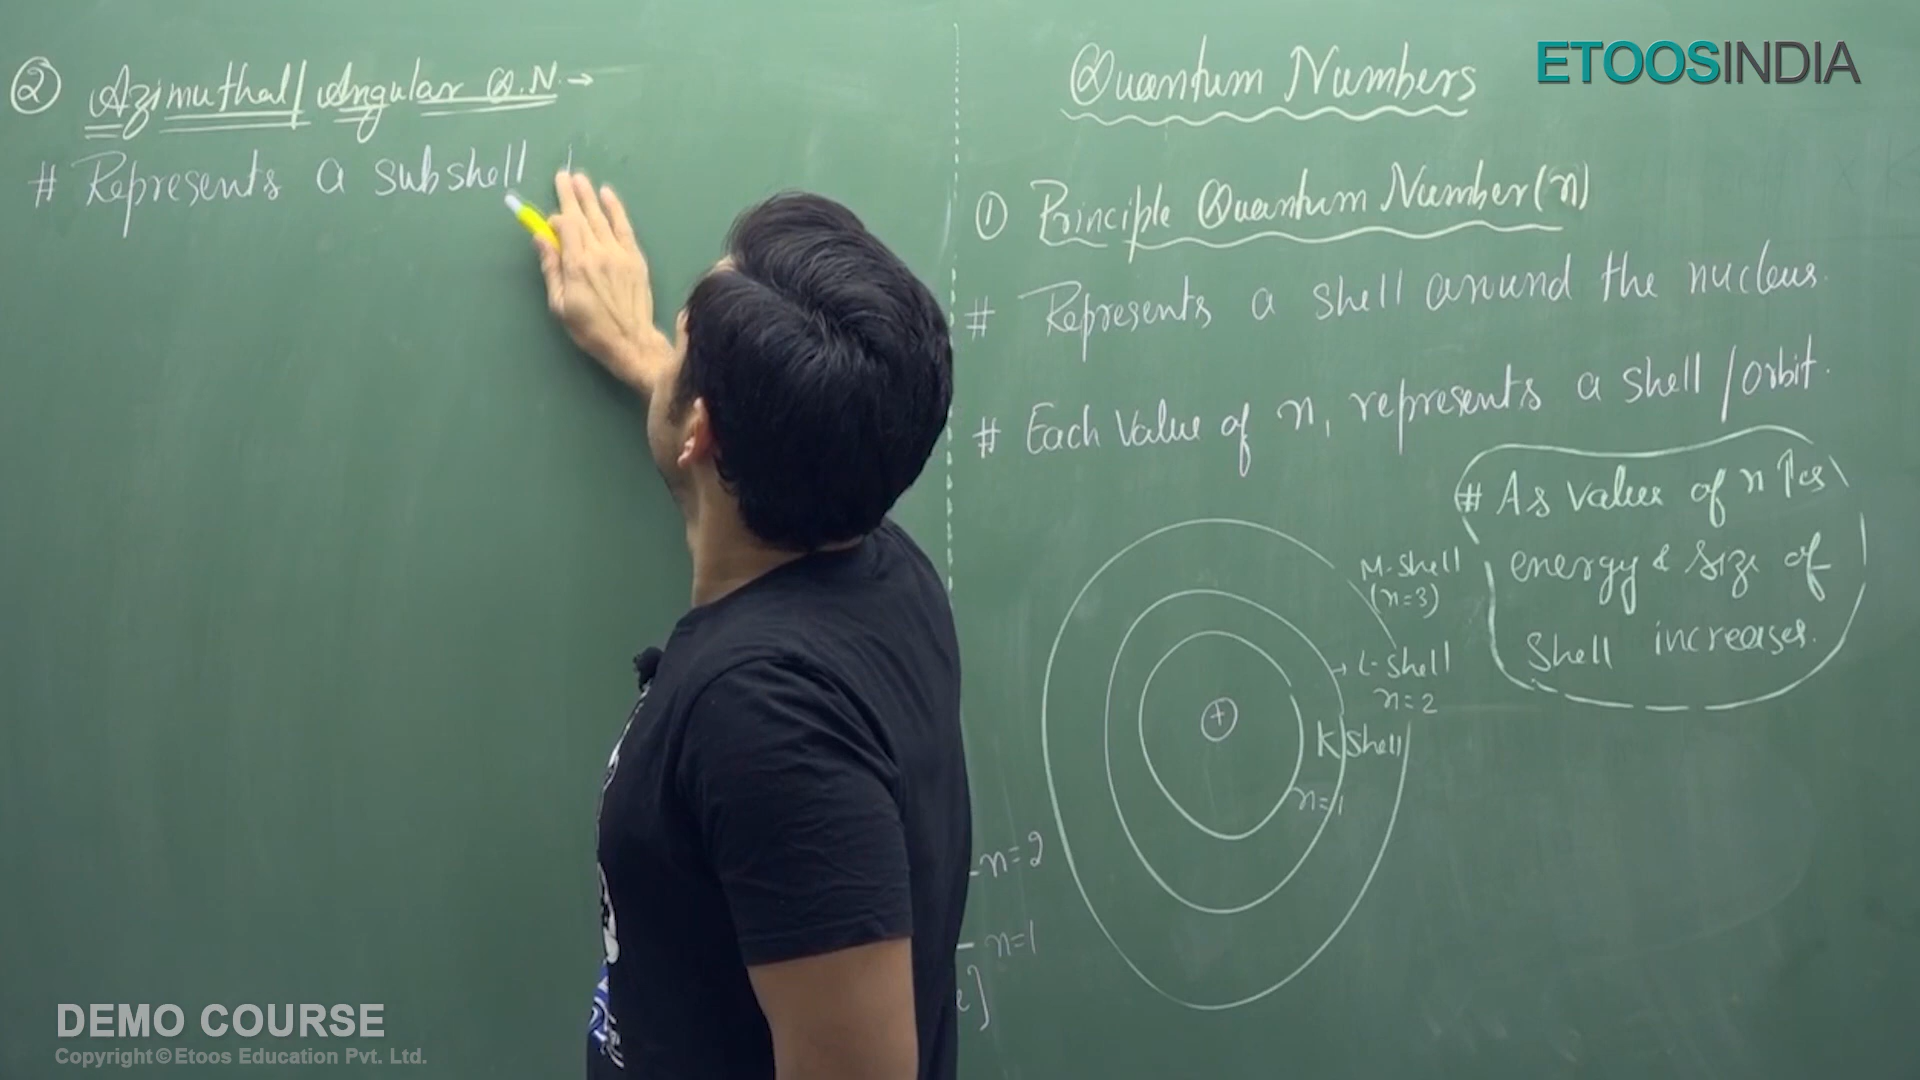 ② Azimuthal/Angular Q.N. →
# Represents a subshell
Quantum Numbers
ETOOSINDIA
① Principle Quantum Number (n)
# Represents a shell around the nucleus.
# Each value of n, represents a shell/orbit.
# As value of n ↑es
energy & size of
shell increases.
M-shell
(n=3)
→ L-shell
n=2
+
K shell
n=1
n=2
n=1
DEMO COURSE
Copyright © Etoos Education Pvt. Ltd.